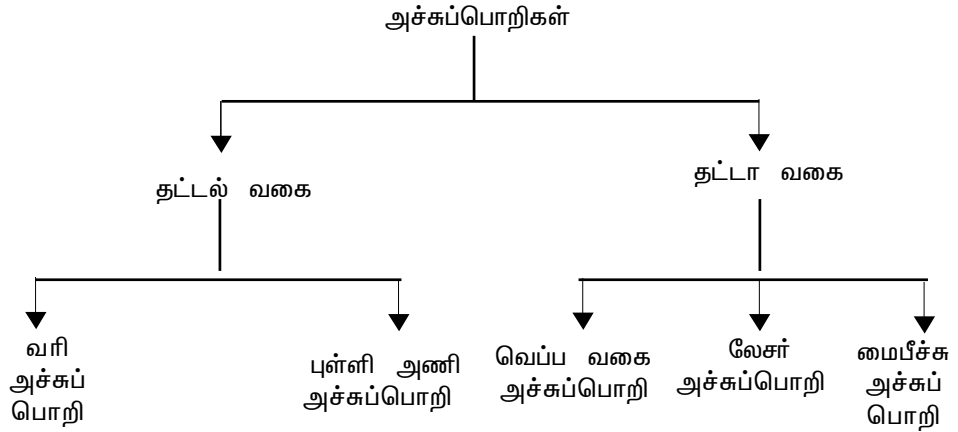 அச்சுப்பொறிகள்
தட்டல் வகை
தட்டா வகை
வரி
அச்சுப்
பொறி
புள்ளி அணி
அச்சுப்பொறி
வெப்ப வகை
அச்சுப்பொறி
லேசர்
அச்சுப்பொறி
மைபீச்சு
அச்சுப்
பொறி